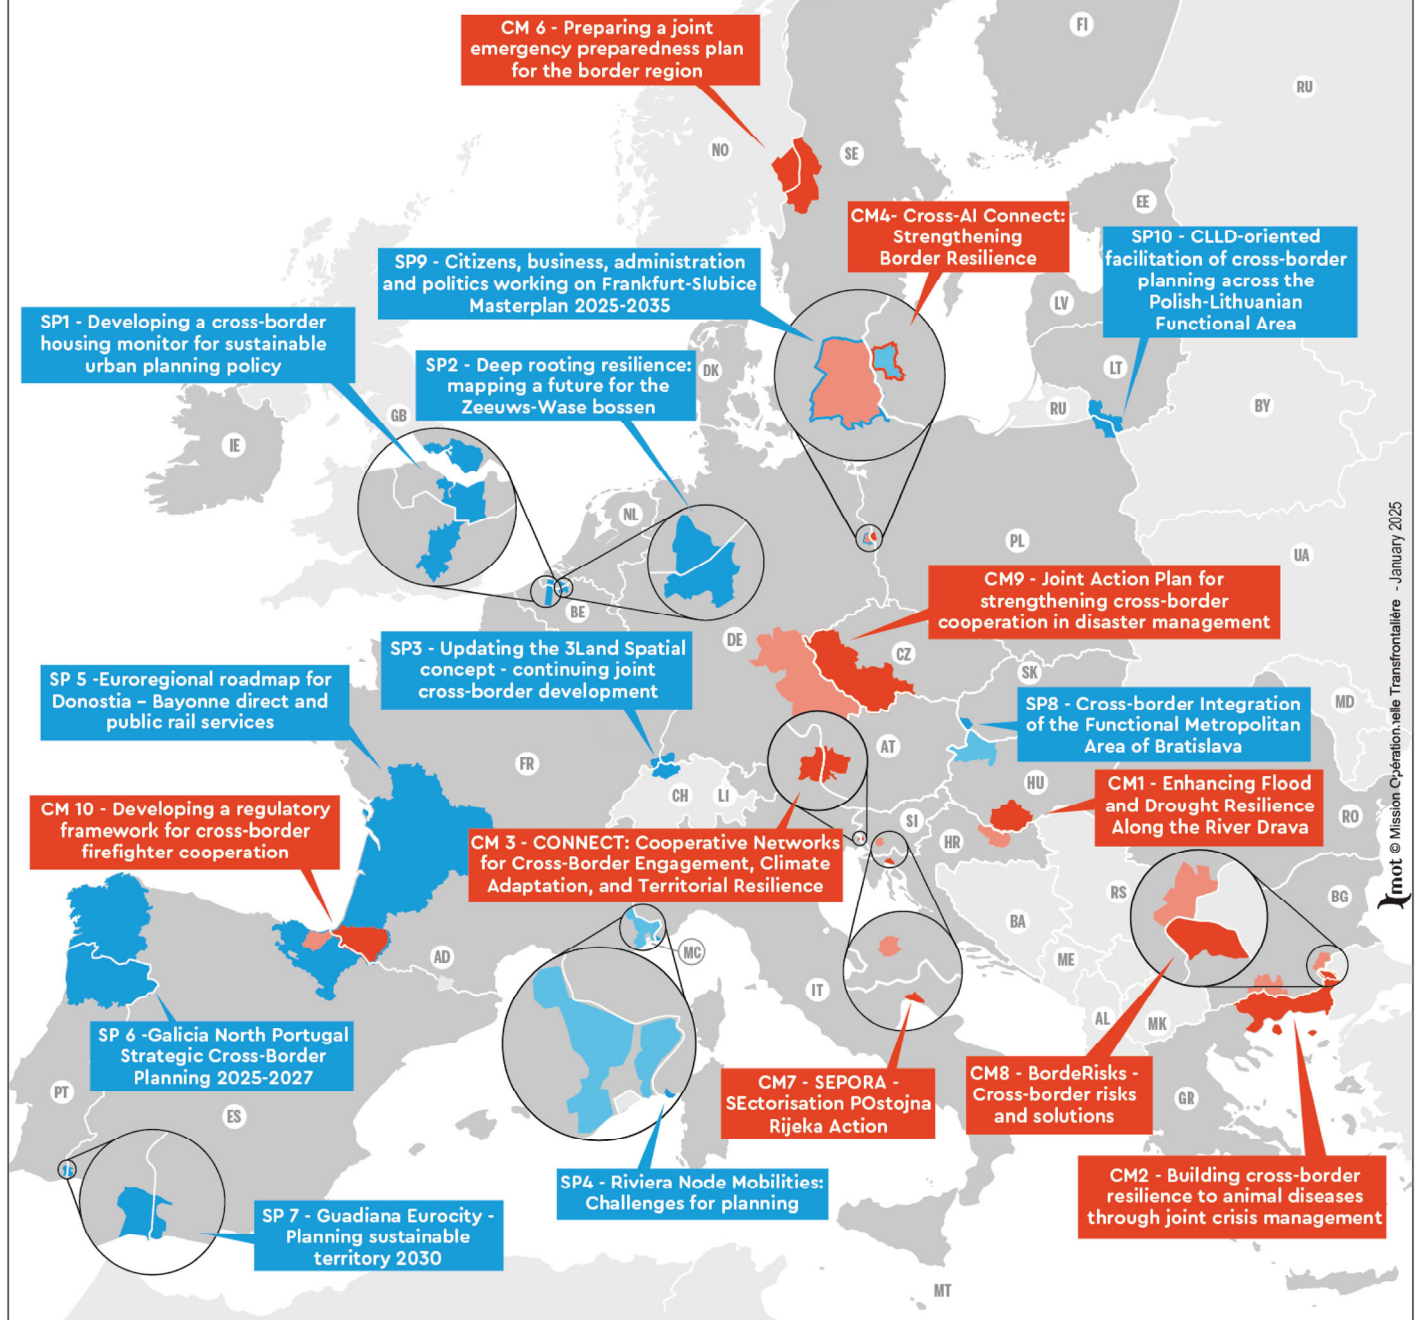 CM 6 - Preparing a joint
emergency preparedness plan
for the border region
FI
RU
NO
SE
EE
CM4- Cross-AI Connect:
Strengthening
Border Resilience
SP10 - CLLD-oriented
facilitation of cross-border
planning across the
Polish-Lithuanian
Functional Area
SP9 - Citizens, business, administration
and politics working on Frankfurt-Slubice
Masterplan 2025-2035
LV
SP1 - Developing a cross-border
housing monitor for sustainable
urban planning policy
SP2 - Deep rooting resilience:
mapping a future for the
Zeeuws-Wase bossen
DK
LT
RU
BY
GB
IE
NL
PL
UA
BE
CM9 - Joint Action Plan for
strengthening cross-border
cooperation in disaster management
DE
CZ
SK
MD
SP3 - Updating the 3Land Spatial
concept - continuing joint
cross-border development
SP 5 -Euroregional roadmap for
Donostia – Bayonne direct and
public rail services
SP8 - Cross-border Integration
of the Functional Metropolitan
Area of Bratislava
AT
FR
HU
CH
LI
CM1 - Enhancing Flood
and Drought Resilience
Along the River Drava
CM 10 - Developing a regulatory
framework for cross-border
firefighter cooperation
SI
HR
RO
CM 3 - CONNECT: Cooperative Networks
for Cross-Border Engagement, Climate
Adaptation, and Territorial Resilience
RS
BG
BA
MC
AD
ME
IT
AL
MK
SP 6 -Galicia North Portugal
Strategic Cross-Border
Planning 2025-2027
PT
ES
CM7 - SEPORA -
SEctorisation POstojna
Rijeka Action
CM8 - BordeRisks -
Cross-border risks
and solutions
GR
SP4 - Riviera Node Mobilities:
Challenges for planning
CM2 - Building cross-border
resilience to animal diseases
through joint crisis management
SP 7 - Guadiana Eurocity -
Planning sustainable
territory 2030
MT
mot © Mission Opérationnelle Transfrontalière - January 2025